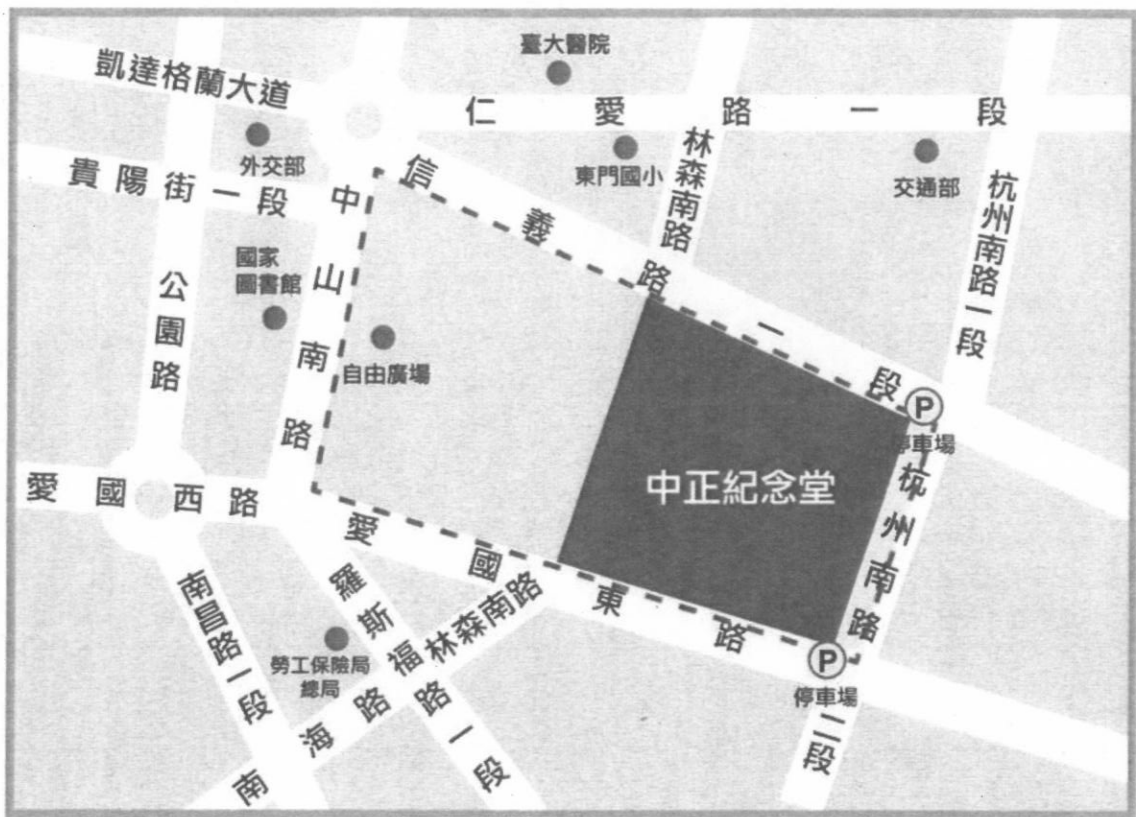 臺大醫院
凱達格蘭大道
仁愛路一段
外交部
東門國小
林森南路
交通部
杭州南路一段
貴陽街一段
信義路一段
中山南路
國家
圖書館
公園路
自由廣場
P
停車場
中正紀念堂
杭州南路二段
愛國西路
愛國東路
羅斯福路一段
林森南路
南昌路一段
勞工保險局
總局
P
停車場
南海路